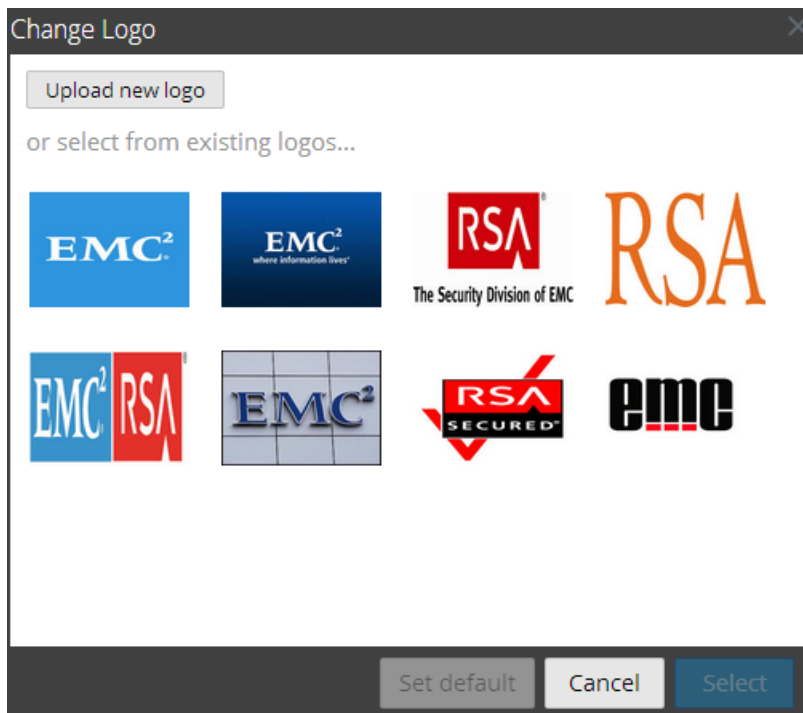 Change Logo
Upload new logo
or select from existing logos...
EMC²
EMC²
where information lives®
RSA®
The Security Division of EMC
RSA
EMC² RSA®
EMC²
RSA
SECURED®
emc
Set default
Cancel
Select